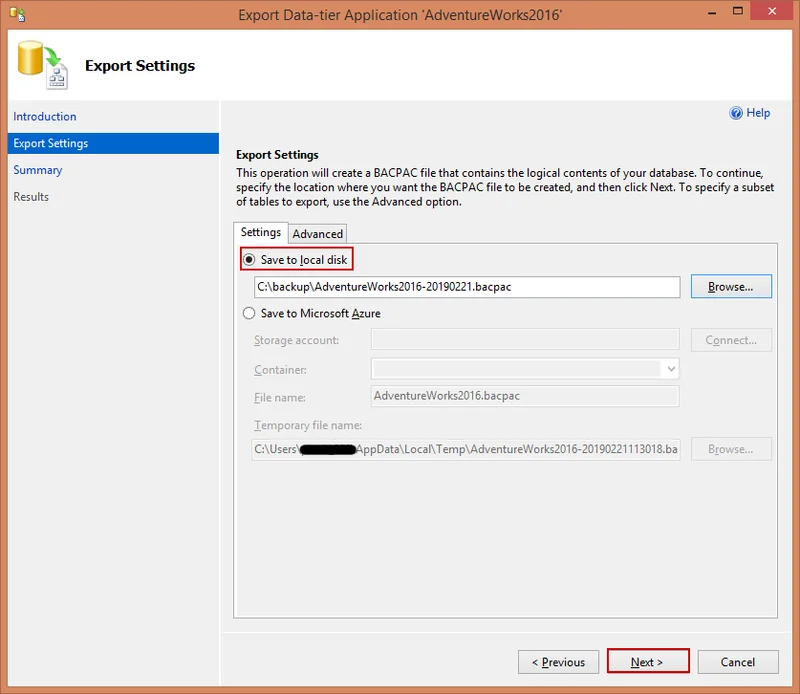 Export Data-tier Application 'AdventureWorks2016'
Export Settings
Introduction
Export Settings
Summary
Results
Help
Export Settings
This operation will create a BACPAC file that contains the logical contents of your database. To continue,
specify the location where you want the BACPAC file to be created, and then click Next. To specify a subset
of tables to export, use the Advanced option.
Settings
Advanced
Save to local disk
C:\backup\AdventureWorks2016-20190221.bacpac
Browse...
Save to Microsoft Azure
Storage account:
Connect...
Container:
File name:
AdventureWorks2016.bacpac
Temporary file name:
C:\Users\ AppData\Local\Temp\AdventureWorks2016-20190221113018.ba
Browse...
< Previous
Next >
Cancel